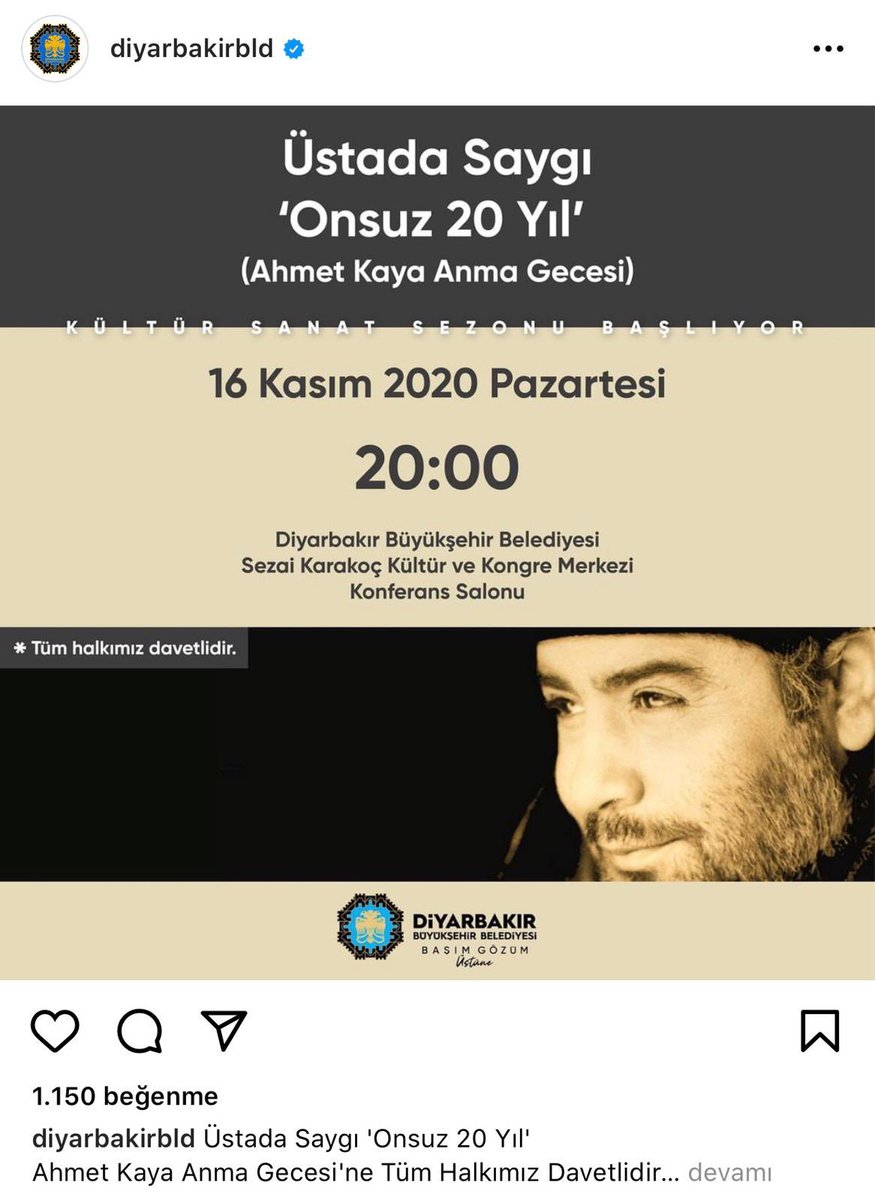 diyarbakirbld
Üstada Saygı
‘Onsuz 20 Yıl’
(Ahmet Kaya Anma Gecesi)
KÜLTÜR SANAT SEZONU BAŞLIYOR
16 Kasım 2020 Pazartesi
20:00
Diyarbakır Büyükşehir Belediyesi
Sezai Karakoç Kültür ve Kongre Merkezi
Konferans Salonu
* Tüm halkımız davetlidir.
DİYARBAKIR
BÜYÜKŞEHİR BELEDİYESİ
BAŞIM GÖZÜM
Üstüne
1.150 beğenme
diyarbakirbld Üstada Saygı 'Onsuz 20 Yıl'
Ahmet Kaya Anma Gecesi'ne Tüm Halkımız Davetlidir... devamı